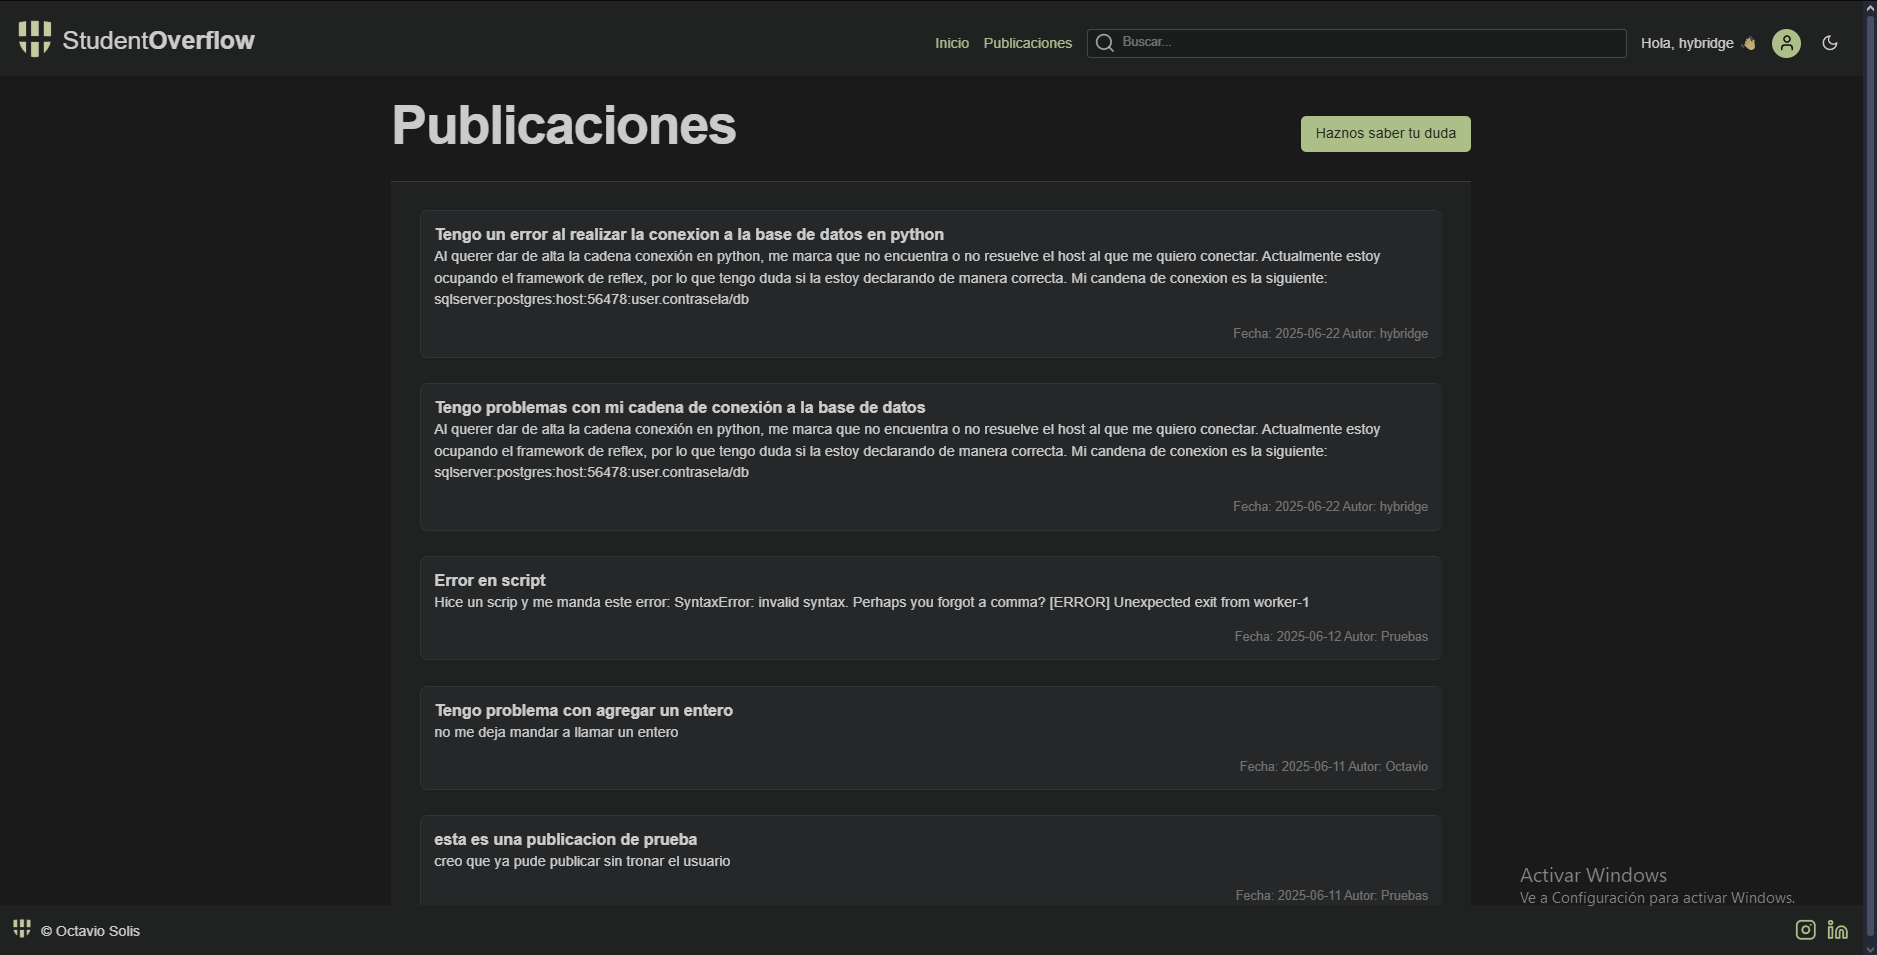 StudentOverflow
Inicio Publicaciones Buscar... Hola, hybridge 👋
Publicaciones
Haznos saber tu duda
Tengo un error al realizar la conexion a la base de datos en python
Al querer dar de alta la cadena conexión en python, me marca que no encuentra o no resuelve el host al que me quiero conectar. Actualmente estoy
ocupando el framework de reflex, por lo que tengo duda si la estoy declarando de manera correcta. Mi candena de conexion es la siguiente:
sqlserver:postgres:host:56478:user.contrasela/db
Fecha: 2025-06-22 Autor: hybridge
Tengo problemas con mi cadena de conexión a la base de datos
Al querer dar de alta la cadena conexión en python, me marca que no encuentra o no resuelve el host al que me quiero conectar. Actualmente estoy
ocupando el framework de reflex, por lo que tengo duda si la estoy declarando de manera correcta. Mi candena de conexion es la siguiente:
sqlserver:postgres:host:56478:user.contrasela/db
Fecha: 2025-06-22 Autor: hybridge
Error en script
Hice un scrip y me manda este error: SyntaxError: invalid syntax. Perhaps you forgot a comma? [ERROR] Unexpected exit from worker-1
Fecha: 2025-06-12 Autor: Pruebas
Tengo problema con agregar un entero
no me deja mandar a llamar un entero
Fecha: 2025-06-11 Autor: Octavio
esta es una publicacion de prueba
creo que ya pude publicar sin tronar el usuario
Fecha: 2025-06-11 Autor: Pruebas
Activar Windows
Ve a Configuración para activar Windows.
© Octavio Solis